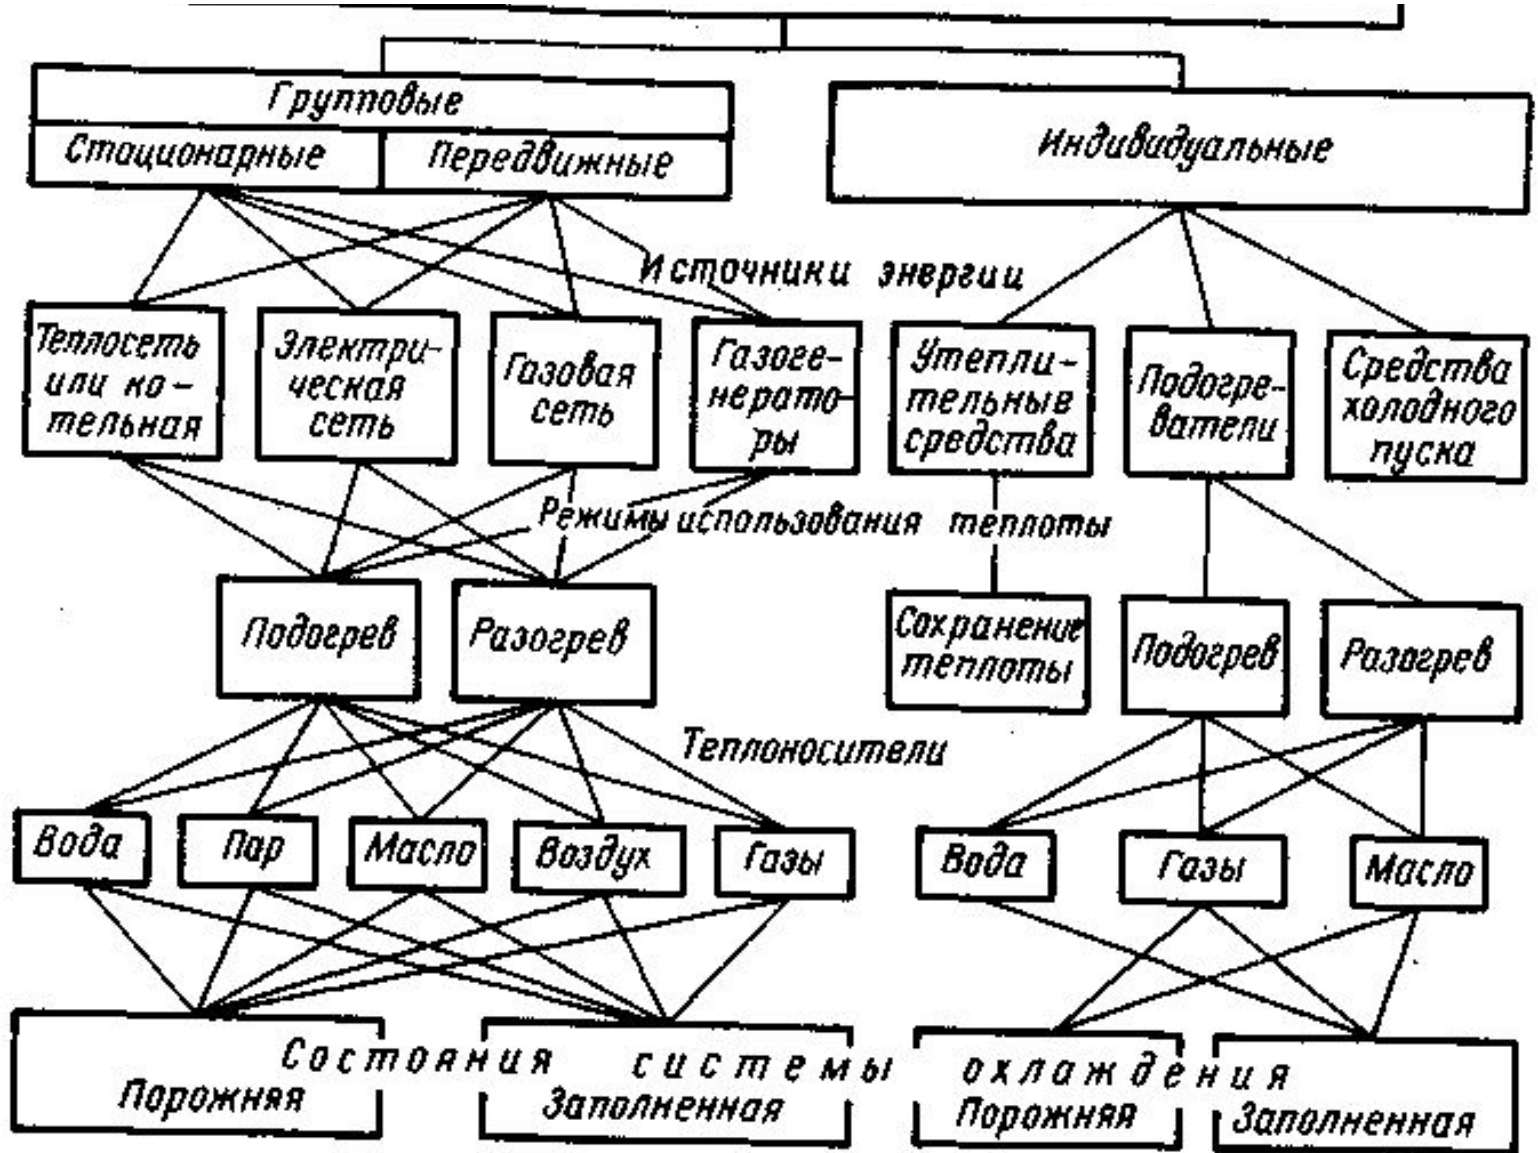 Групповые
Стационарные Передвижные
Индивидуальные
Источники энергии
Теплосеть
или ко-
тельная
Электри-
ческая
сеть
Газовая
сеть
Газоге-
нерато-
ры
Утепли-
тельные
средства
Подогре-
ватели
Средства
холодного
пуска
Режимы использования теплоты
Подогрев
Разогрев
Сохранение
теплоты
Подогрев
Разогрев
Теплоносители
Вода
Пар
Масло
Воздух
Газы
Вода
Газы
Масло
Состояния системы охлаждения
Порожняя
Заполненная
Порожняя
Заполненная